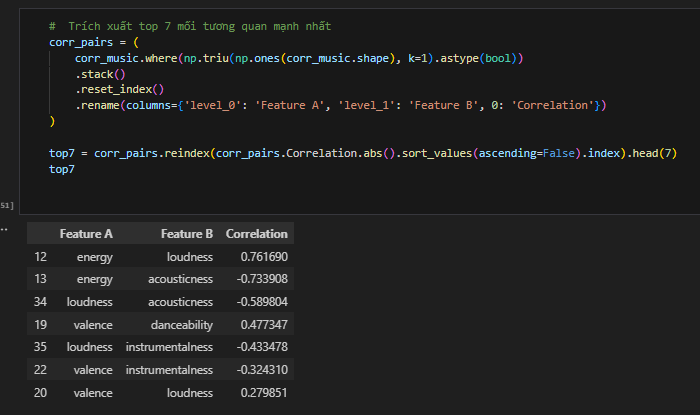 # Trích xuất top 7 mối tương quan mạnh nhất
corr_pairs = (
    corr_music.where(np.triu(np.ones(corr_music.shape), k=1).astype(bool))
    .stack()
    .reset_index()
    .rename(columns={'level_0': 'Feature A', 'level_1': 'Feature B', 0: 'Correlation'})
)
top7 = corr_pairs.reindex(corr_pairs.Correlation.abs().sort_values(ascending=False).index).head(7)
top7
51]
..
Feature A Feature B Correlation
12 energy loudness 0.761690
13 energy acousticness -0.733908
34 loudness acousticness -0.589804
19 valence danceability 0.477347
35 loudness instrumentalness -0.433478
22 valence instrumentalness -0.324310
20 valence loudness 0.279851